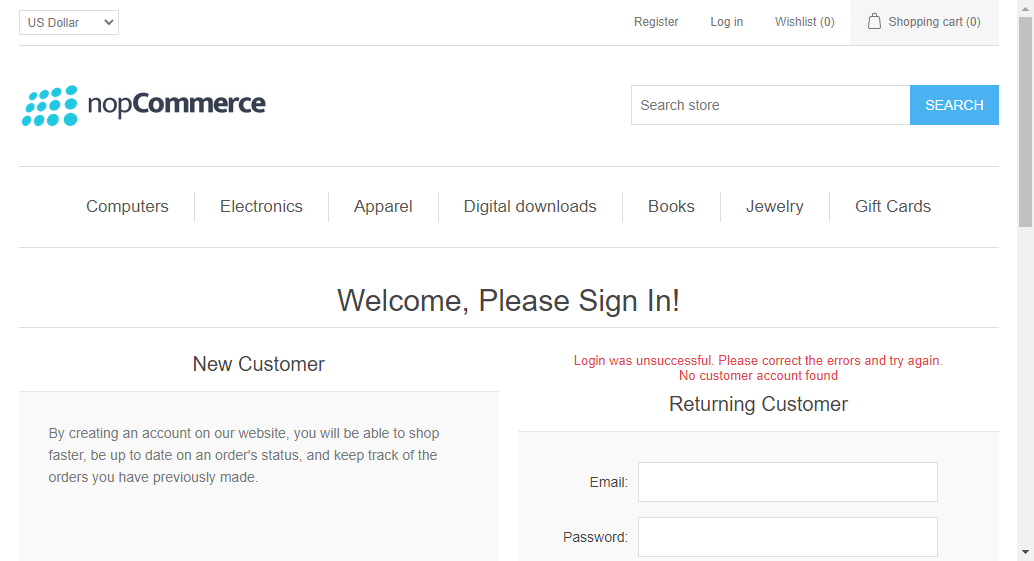 US Dollar
Register
Log in
Wishlist (0)
Shopping cart (0)
nopCommerce
Search store
SEARCH
Computers
Electronics
Apparel
Digital downloads
Books
Jewelry
Gift Cards
Welcome, Please Sign In!
New Customer
By creating an account on our website, you will be able to shop
faster, be up to date on an order's status, and keep track of the
orders you have previously made.
Login was unsuccessful. Please correct the errors and try again.
No customer account found
Returning Customer
Email:
Password: